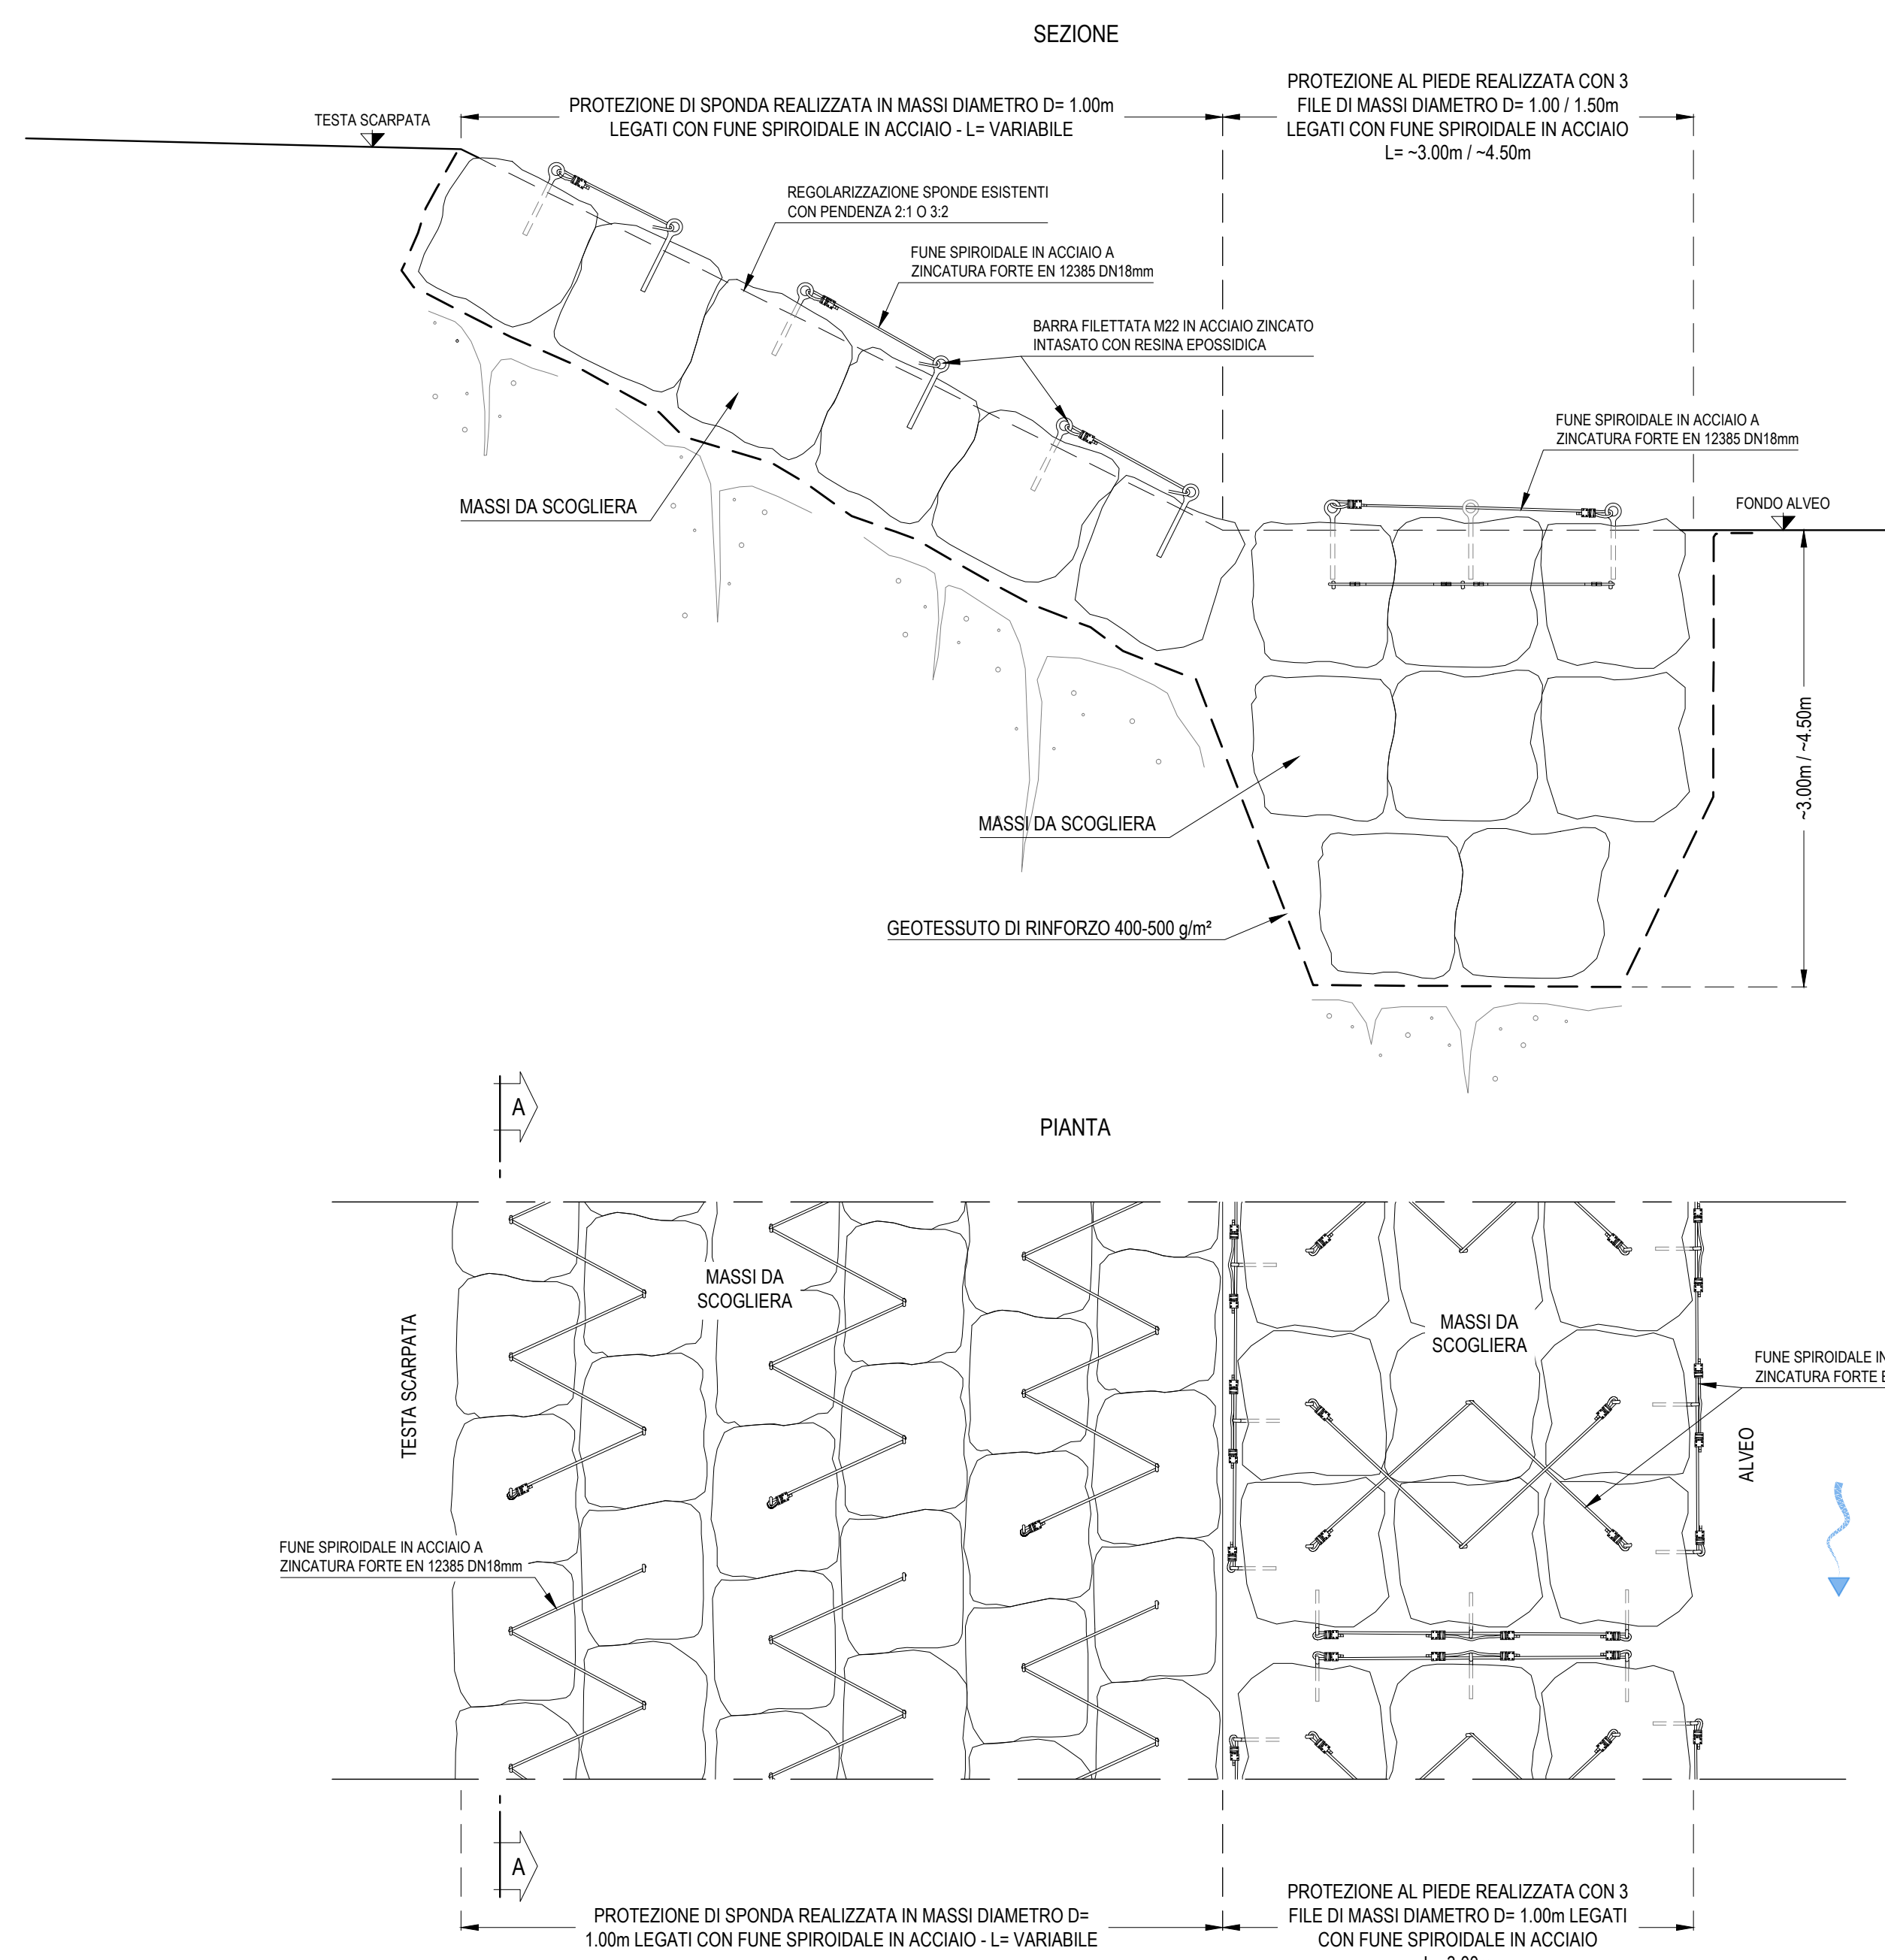 SEZIONE
PROTEZIONE AL PIEDE REALIZZATA CON 3
FILE DI MASSI DIAMETRO D= 1.00 / 1.50m
LEGATI CON FUNE SPIROIDALE IN ACCIAIO
L= ~3.00m / ~4.50m
PROTEZIONE DI SPONDA REALIZZATA IN MASSI DIAMETRO D= 1.00m
LEGATI CON FUNE SPIROIDALE IN ACCIAIO - L= VARIABILE
TESTA SCARPATA
REGOLARIZZAZIONE SPONDE ESISTENTI
CON PENDENZA 2:1 O 3:2
FUNE SPIROIDALE IN ACCIAIO A
ZINCATURA FORTE EN 12385 DN18mm
BARRA FILETTATA M22 IN ACCIAIO ZINCATO
INTASATO CON RESINA EPOSSIDICA
FUNE SPIROIDALE IN ACCIAIO A
ZINCATURA FORTE EN 12385 DN18mm
MASSI DA SCOGLIERA
FONDO ALVEO
~3.00m / ~4.50m
MASSI DA SCOGLIERA
GEOTESSUTO DI RINFORZO 400-500 g/m²
A
PIANTA
MASSI DA
SCOGLIERA
MASSI DA
SCOGLIERA
TESTA SCARPATA
FUNE SPIROIDALE IN
ZINCATURA FORTE E
ALVEO
FUNE SPIROIDALE IN ACCIAIO A
ZINCATURA FORTE EN 12385 DN18mm
A
PROTEZIONE DI SPONDA REALIZZATA IN MASSI DIAMETRO D=
1.00m LEGATI CON FUNE SPIROIDALE IN ACCIAIO - L= VARIABILE
PROTEZIONE AL PIEDE REALIZZATA CON 3
FILE DI MASSI DIAMETRO D= 1.00m LEGATI
CON FUNE SPIROIDALE IN ACCIAIO